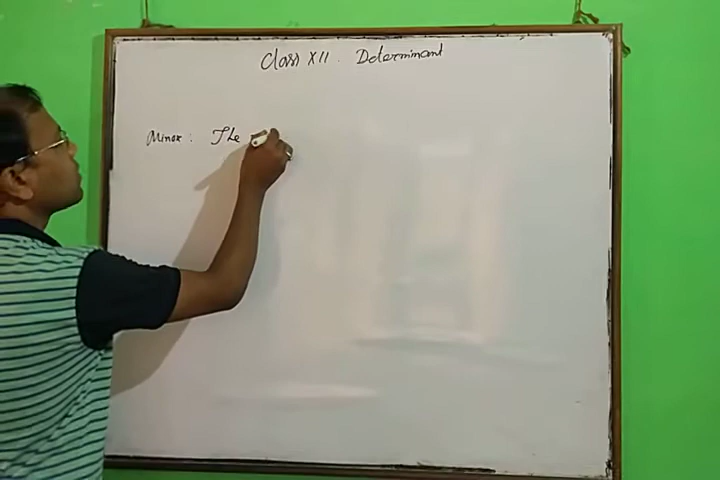 Class XII . Determinant
Minor : The